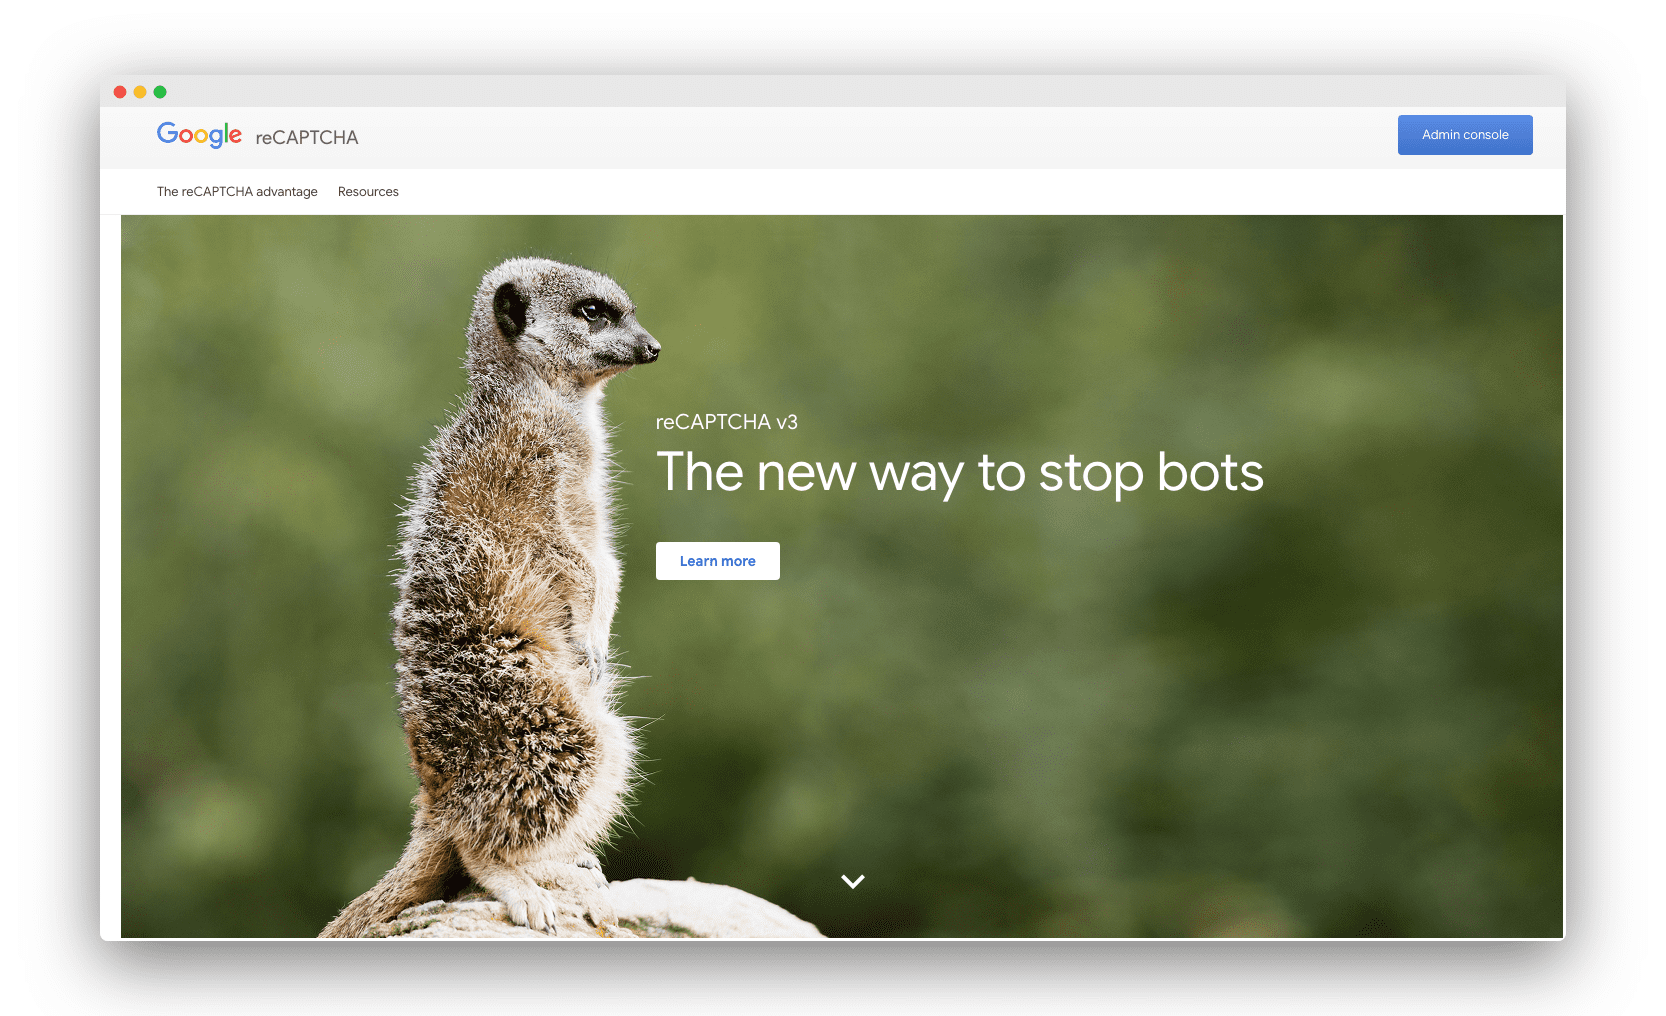 Google reCAPTCHA
Admin console
The reCAPTCHA advantage Resources
reCAPTCHA v3
The new way to stop bots
Learn more